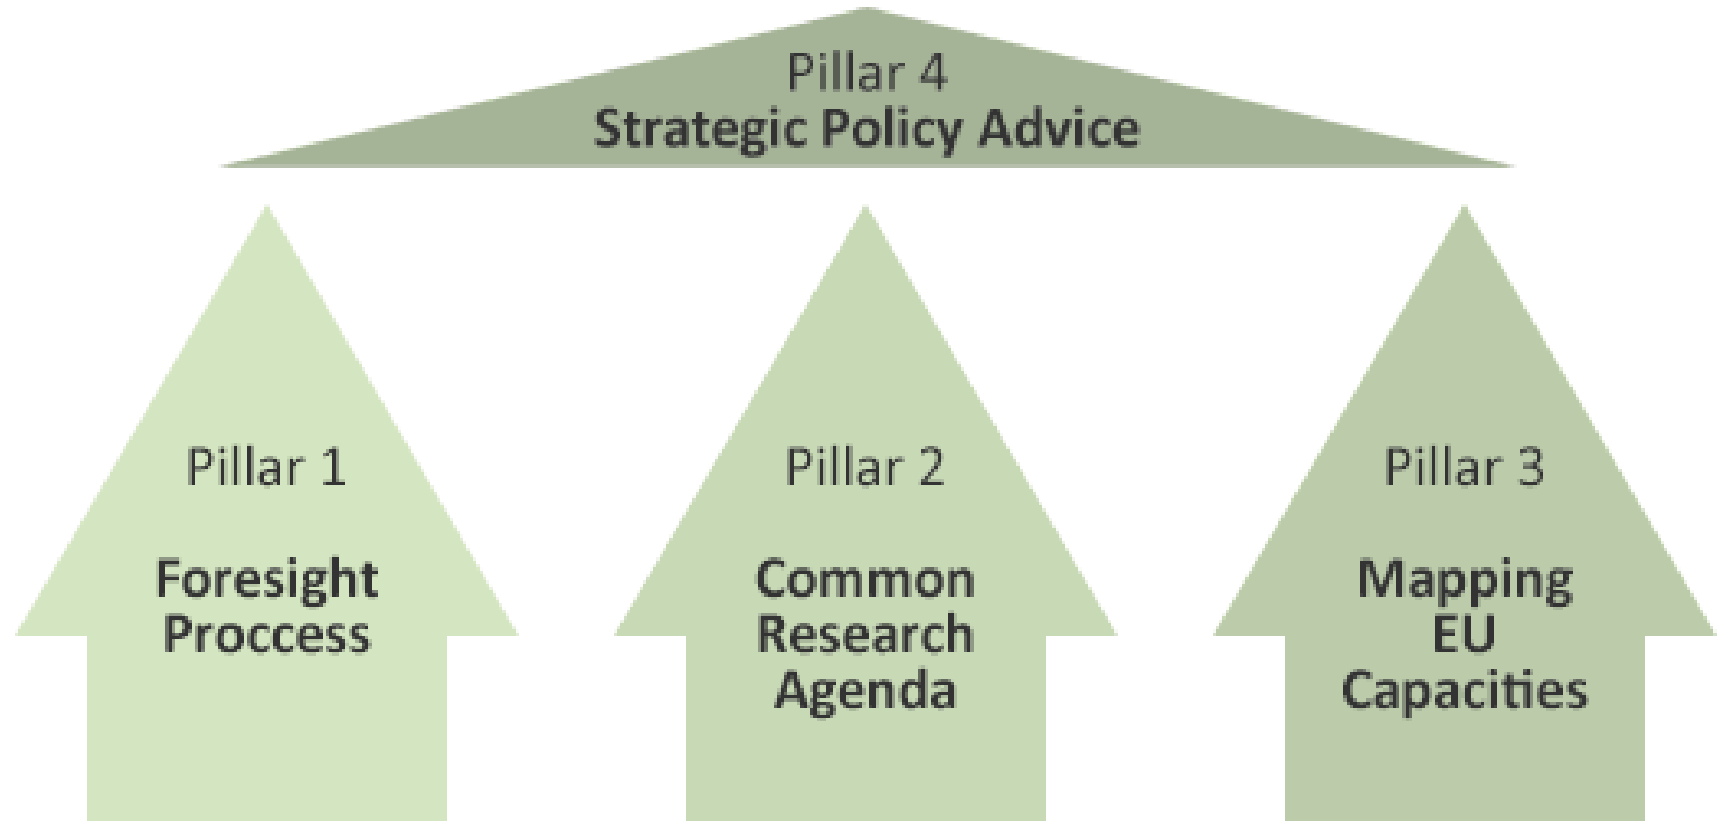 Pillar 4
Strategic Policy Advice
Pillar 1
Foresight
Proccess
Pillar 2
Common
Research
Agenda
Pillar 3
Mapping
EU
Capacities